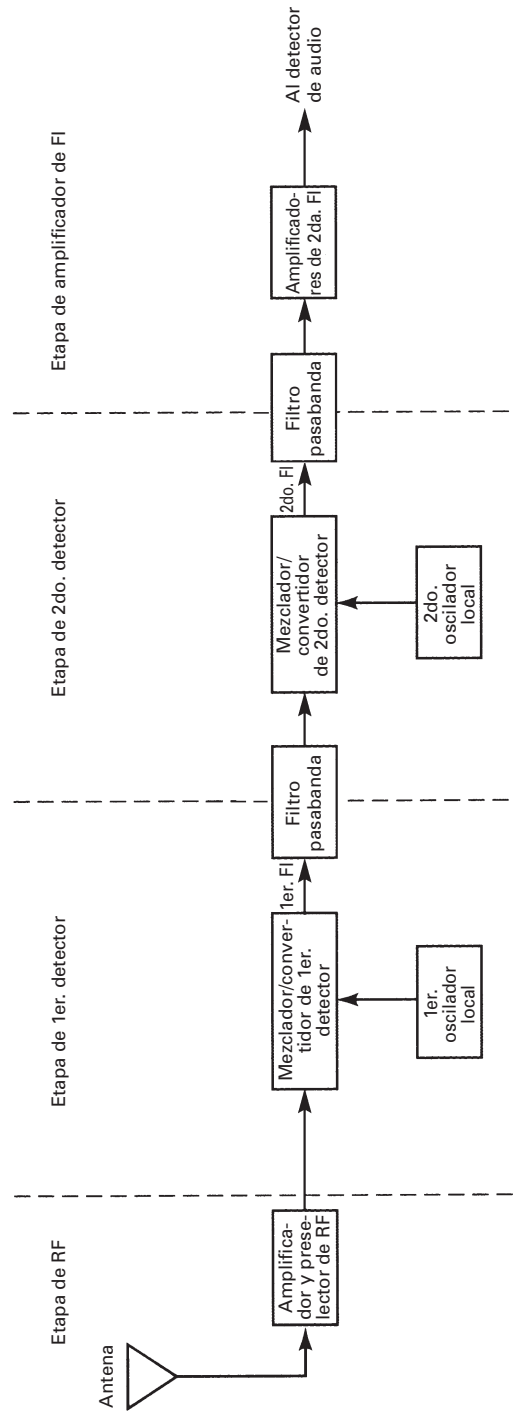 Etapa de RF
Etapa de 1er. detector
Etapa de 2do. detector
Etapa de amplificador de FI
Antena
Amplifica-
dor y prese-
lector de RF
Mezclador/conver-
tidor de 1er.
detector
1er. FI
Filtro
pasabanda
Mezclador/
convertidor
de 2do. detector
2do. FI
Filtro
pasabanda
Amplificado-
res de 2da. FI
Al detector
de audio
1er.
oscilador
local
2do.
oscilador
local